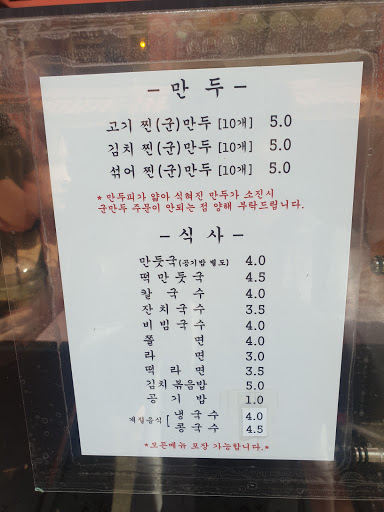 - 만 두 -
고기 찐(군)만두 [10개] 5.0
김치 찐(군)만두 [10개] 5.0
섞어 찐(군)만두 [10개] 5.0
* 만두피가 얇아 식혀진 만두가 소진시
군만두 주문이 안되는 점 양해 부탁드립니다.
- 식 사 -
만둣국(공기밥 별도) 4.0
떡만둣국 4.5
칼 국 수 4.0
잔치국수 3.5
비빔국수 4.0
쫄 면 4.0
라 면 3.0
떡 라 면 3.5
김치볶음밥 5.0
공 기 밥 1.0
계절음식 [ 냉국수 4.0
콩국수 4.5
*모든메뉴 포장 가능합니다.*